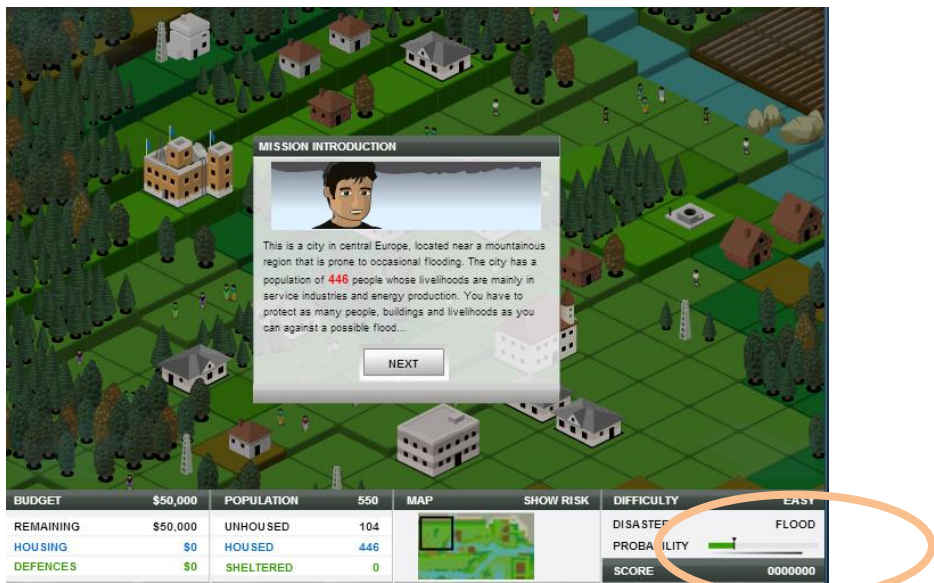 MISSION INTRODUCTION
This is a city in central Europe, located near a mountainous
region that is prone to occasional flooding. The city has a
population of 446 people whose livelihoods are mainly in
service industries and energy production. You have to
protect as many people, buildings and livelihoods as you
can against a possible flood...
NEXT
BUDGET $50,000
REMAINING $50,000
HOUSING $0
DEFENCES $0
POPULATION 550
UNHOUSED 104
HOUSED 446
SHELTERED 0
MAP SHOW RISK
DIFFICULTY EASY
DISASTER FLOOD
PROBABILITY
SCORE 0000000